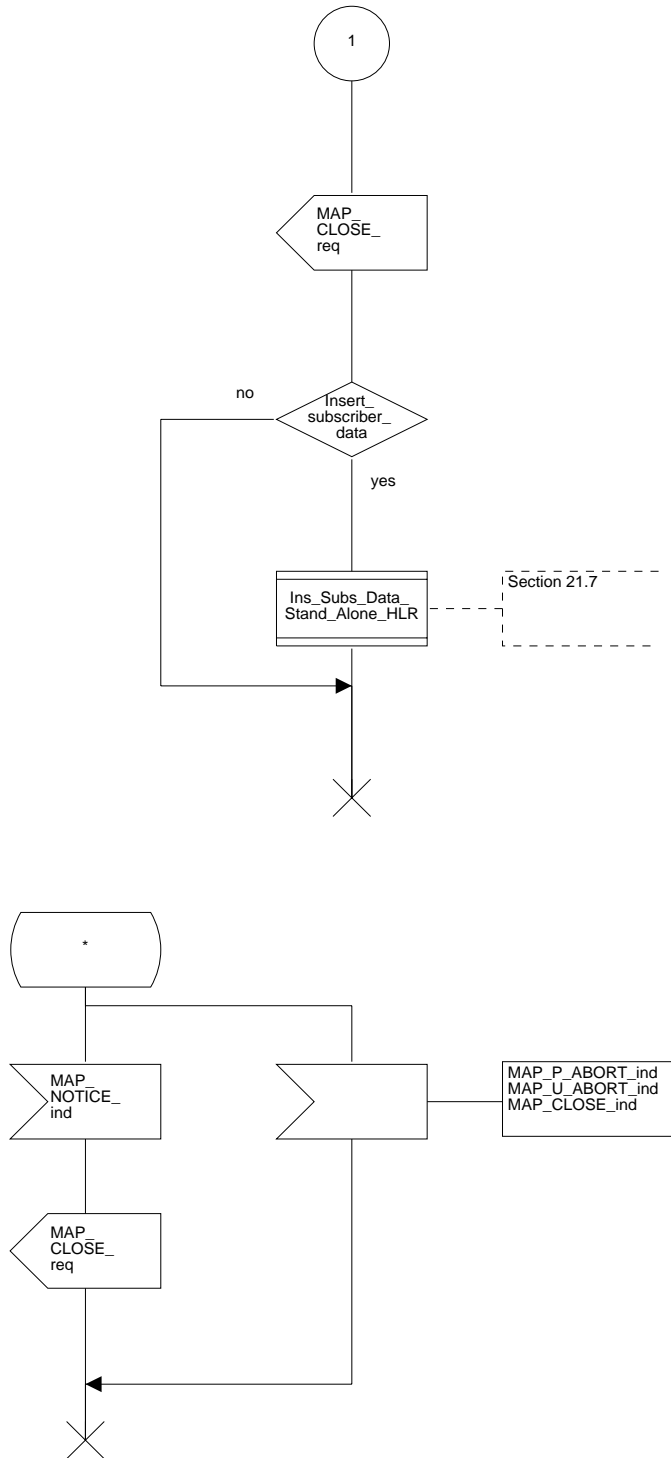 1
MAP_
CLOSE_
req
no
Insert_
subscriber_
data
yes
Ins_Subs_Data_
Stand_Alone_HLR
Section 21.7
*
MAP_
NOTICE_
ind
MAP_P_ABORT_ind
MAP_U_ABORT_ind
MAP_CLOSE_ind
MAP_
CLOSE_
req